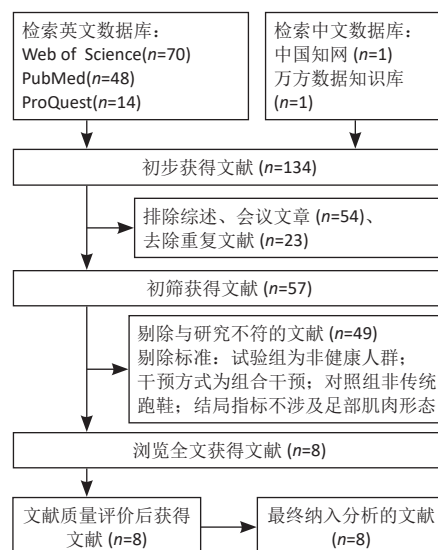 检索英文数据库：
Web of Science(n=70)
PubMed(n=48)
ProQuest(n=14)
检索中文数据库：
中国知网(n=1)
万方数据知识库
(n=1)
初步获得文献 (n=134)
排除综述、会议文章 (n=54)、
去除重复文献 (n=23)
初筛获得文献 (n=57)
剔除与研究不符的文献 (n=49)
剔除标准：试验组为非健康人群；
干预方式为组合干预；对照组非传统
跑鞋；结局指标不涉及足部肌肉形态
浏览全文获得文献 (n=8)
文献质量评价后获得
文献 (n=8)
最终纳入分析的文献
(n=8)